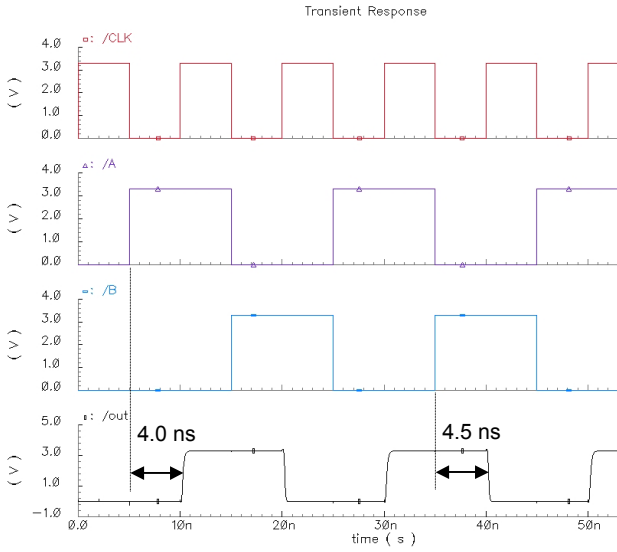 Transient Response
▫: /CLK
4.0
3.0
2.0
1.0
0.0
(V)
▵: /A
4.0
3.0
2.0
1.0
0.0
(V)
: /B
4.0
3.0
2.0
1.0
0.0
(V)
: /out
5.0
3.0
1.0
-1.0
(V)
4.0 ns
4.5 ns
0.0 10n 20n 30n 40n 50n
time ( s )